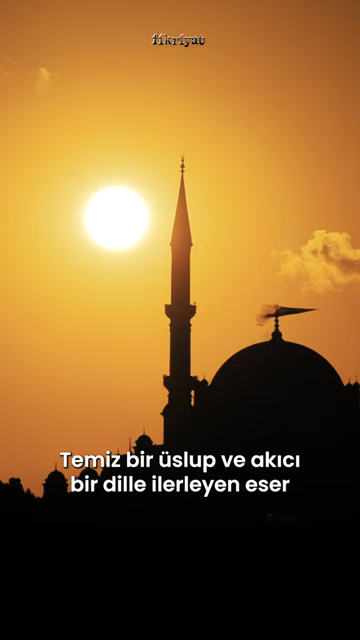 fikriyat
Temiz bir üslup ve akıcı
bir dille ilerleyen eser